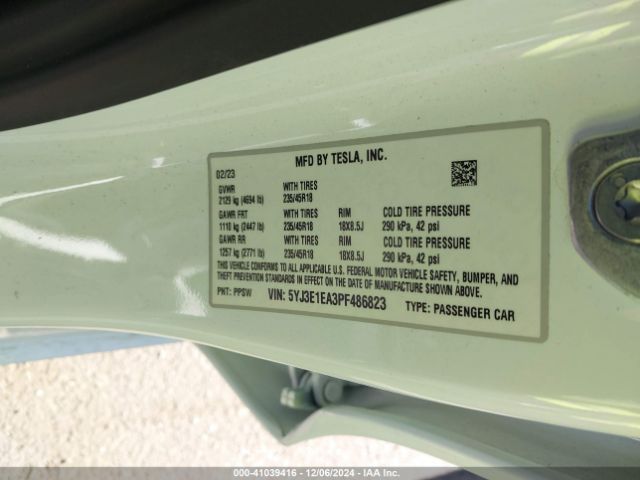 MFD BY TESLA, INC.
02/23
GVWR WITH TIRES
2129 kg (4694 lb) 235/45R18
GAWR FRT WITH TIRES RIM COLD TIRE PRESSURE
1110 kg (2447 lb) 235/45R18 18X8.5J 290 kPa, 42 psi
GAWR RR WITH TIRES RIM COLD TIRE PRESSURE
1257 kg (2771 lb) 235/45R18 18X8.5J 290 kPa, 42 psi
THIS VEHICLE CONFORMS TO ALL APPLICABLE U.S. FEDERAL MOTOR VEHICLE SAFETY, BUMPER, AND
THEFT PREVENTION STANDARDS IN EFFECT ON THE DATE OF MANUFACTURE SHOWN ABOVE.
PNT: PPSW VIN: 5YJ3E1EA3PF486823 TYPE: PASSENGER CAR
000-41039416 - 12/06/2024 - IAA Inc.